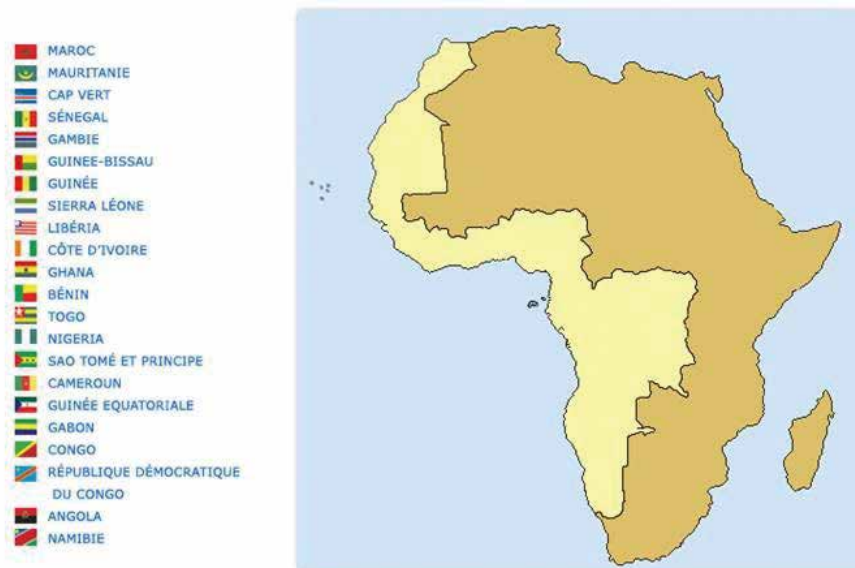 MAROC
MAURITANIE
CAP VERT
SÉNEGAL
GAMBIE
GUINEE-BISSAU
GUINÉE
SIERRA LÉONE
LIBÉRIA
CÔTE D'IVOIRE
GHANA
BÉNIN
TOGO
NIGERIA
SAO TOMÉ ET PRINCIPE
CAMEROUN
GUINÉE EQUATORIALE
GABON
CONGO
RÉPUBLIQUE DÉMOCRATIQUE
DU CONGO
ANGOLA
NAMIBIE